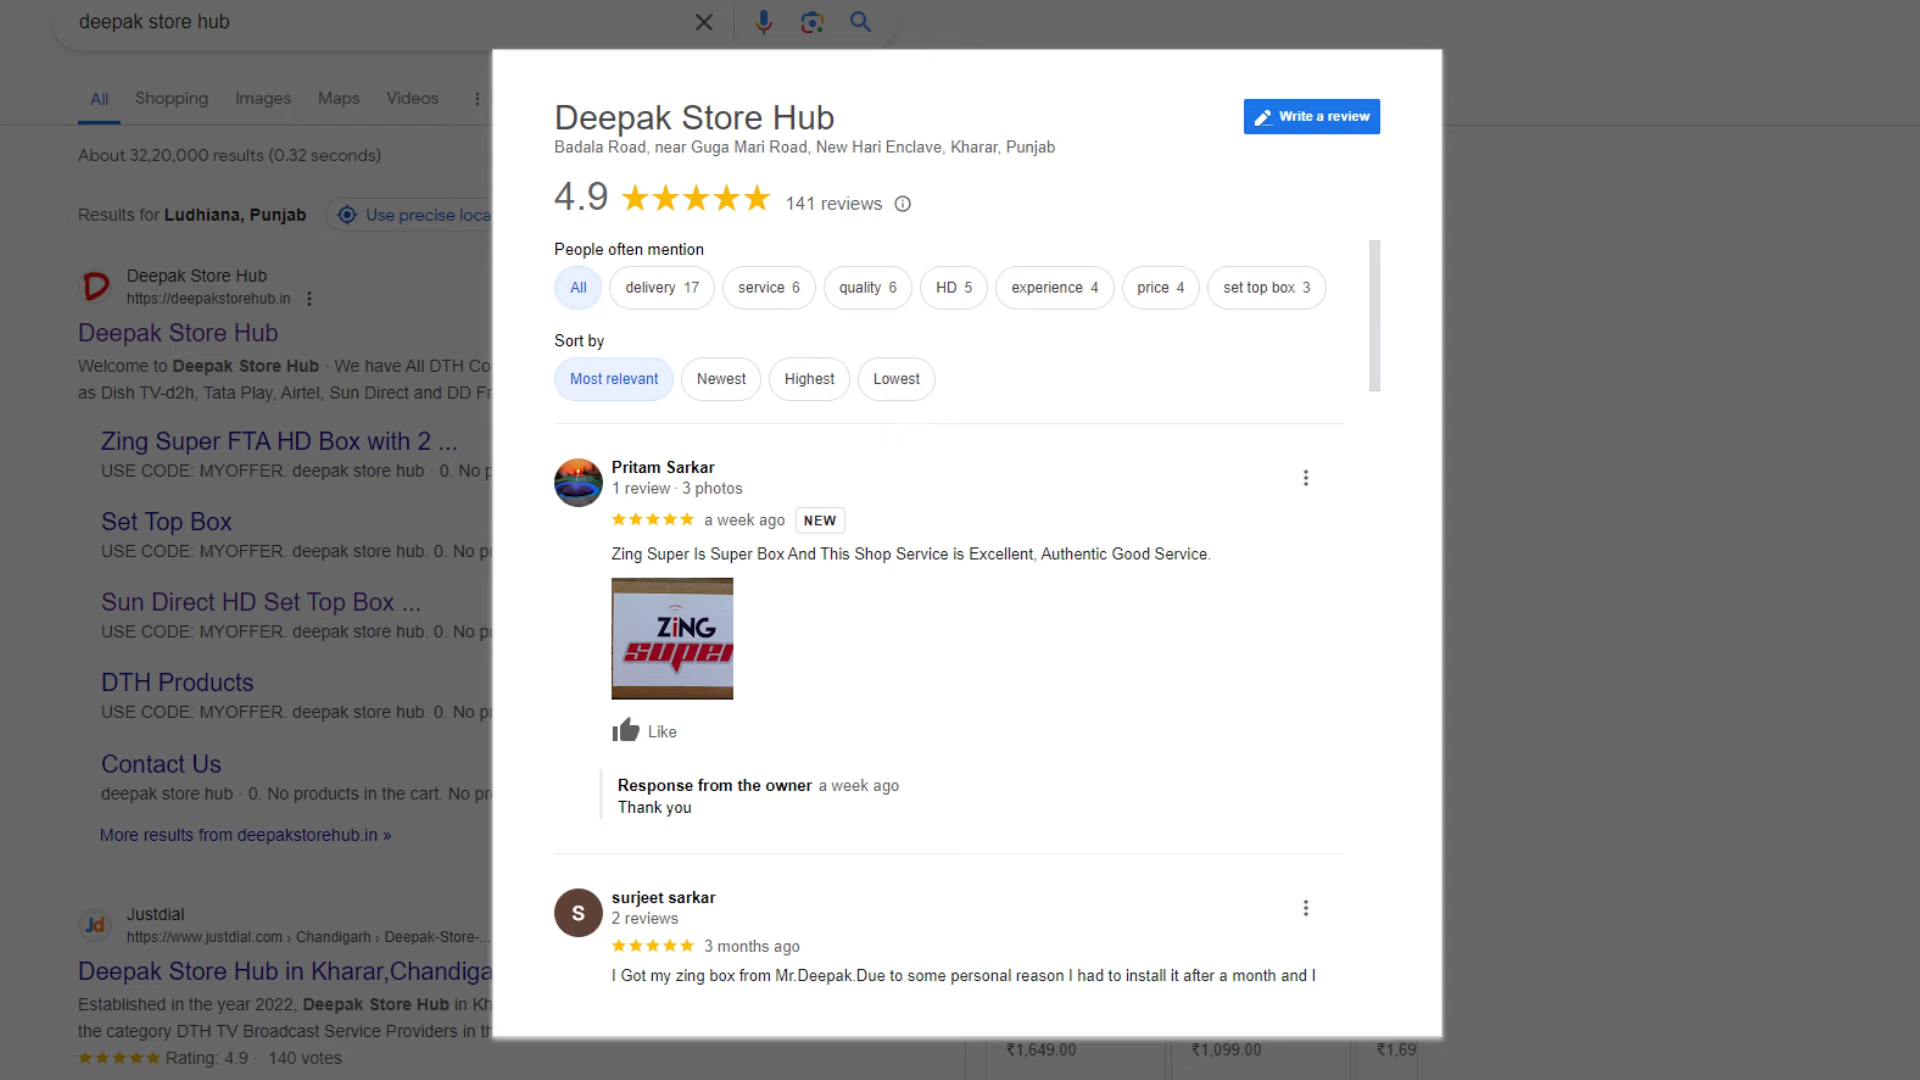 deepak store hub
All Shopping Images Maps Videos
About 32,20,000 results (0.32 seconds)
Results for Ludhiana, Punjab Use precise loca
Deepak Store Hub
https://deepakstorehub.in
Deepak Store Hub
Welcome to Deepak Store Hub · We have All DTH Co
as Dish TV-d2h, Tata Play, Airtel, Sun Direct and DD Fr
Zing Super FTA HD Box with 2 ...
USE CODE: MYOFFER. deepak store hub · 0. No p
Set Top Box
USE CODE: MYOFFER. deepak store hub. 0. No p
Sun Direct HD Set Top Box ...
USE CODE: MYOFFER. deepak store hub. 0. No p
DTH Products
USE CODE: MYOFFER. deepak store hub. 0. No p
Contact Us
deepak store hub · 0. No products in the cart. No pr
More results from deepakstorehub.in »
Jd
Justdial
https://www.justdial.com › Chandigarh › Deepak-Store-...
Deepak Store Hub in Kharar,Chandiga
Established in the year 2022, Deepak Store Hub in Kh
the category DTH TV Broadcast Service Providers in th
Rating: 4.9 · 140 votes
Deepak Store Hub
Write a review
Badala Road, near Guga Mari Road, New Hari Enclave, Kharar, Punjab
4.9 141 reviews
People often mention
All delivery 17 service 6 quality 6 HD 5 experience 4 price 4 set top box 3
Sort by
Most relevant Newest Highest Lowest
Pritam Sarkar
1 review · 3 photos
a week ago NEW
Zing Super Is Super Box And This Shop Service is Excellent, Authentic Good Service.
ZiNG
super
Like
Response from the owner a week ago
Thank you
S
surjeet sarkar
2 reviews
3 months ago
I Got my zing box from Mr.Deepak.Due to some personal reason I had to install it after a month and I
₹1,649.00 ₹1,099.00 ₹1,69